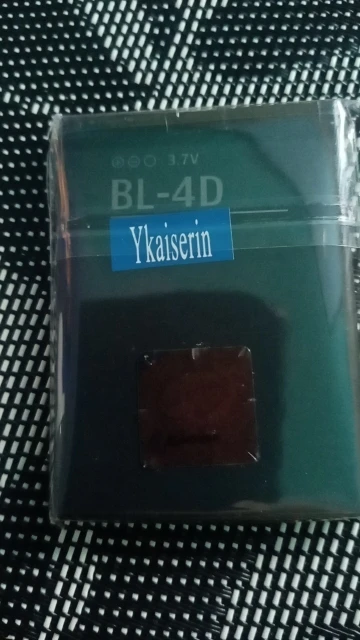 3.7V
BL-4D
Ykaiserin